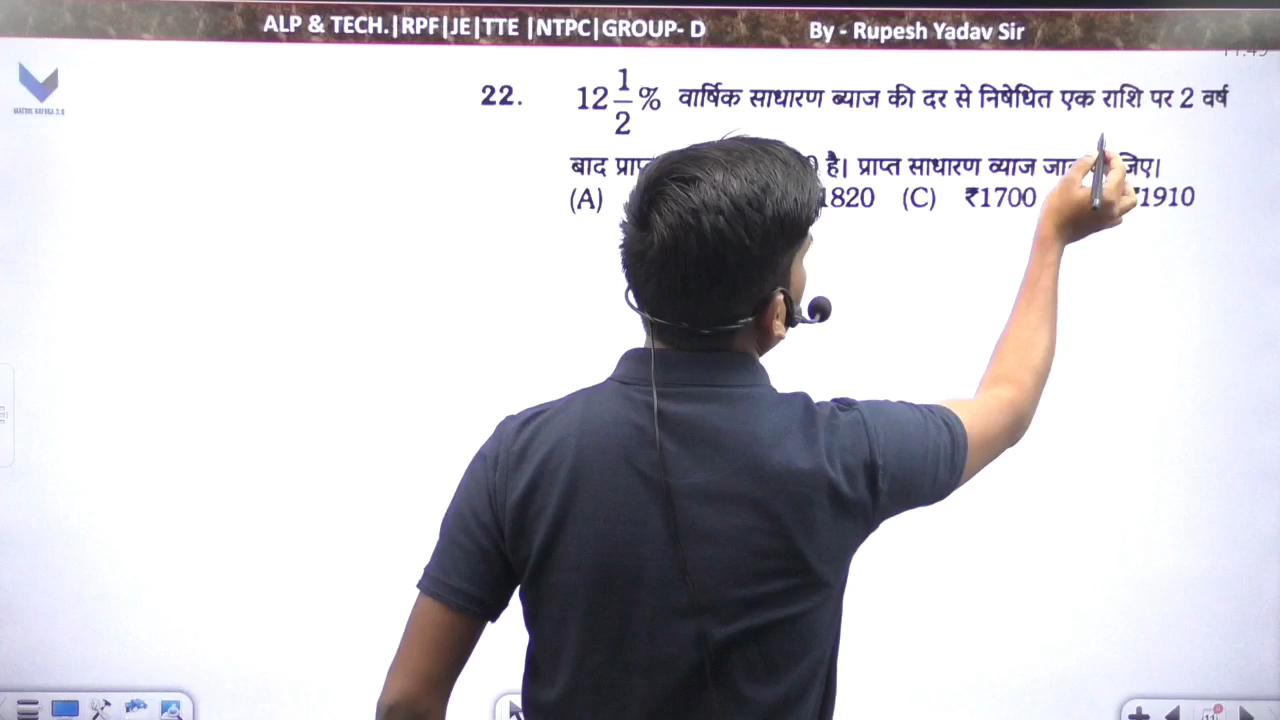 ALP & TECH.|RPF|JE|TTE |NTPC|GROUP- D By - Rupesh Yadav Sir
22. 12 1/2 % वार्षिक साधारण ब्याज की दर से निषेधित एक राशि पर 2 वर्ष
बाद है। प्राप्त साधारण व्याज
(A) 1820 (C) ₹1700 ₹1910